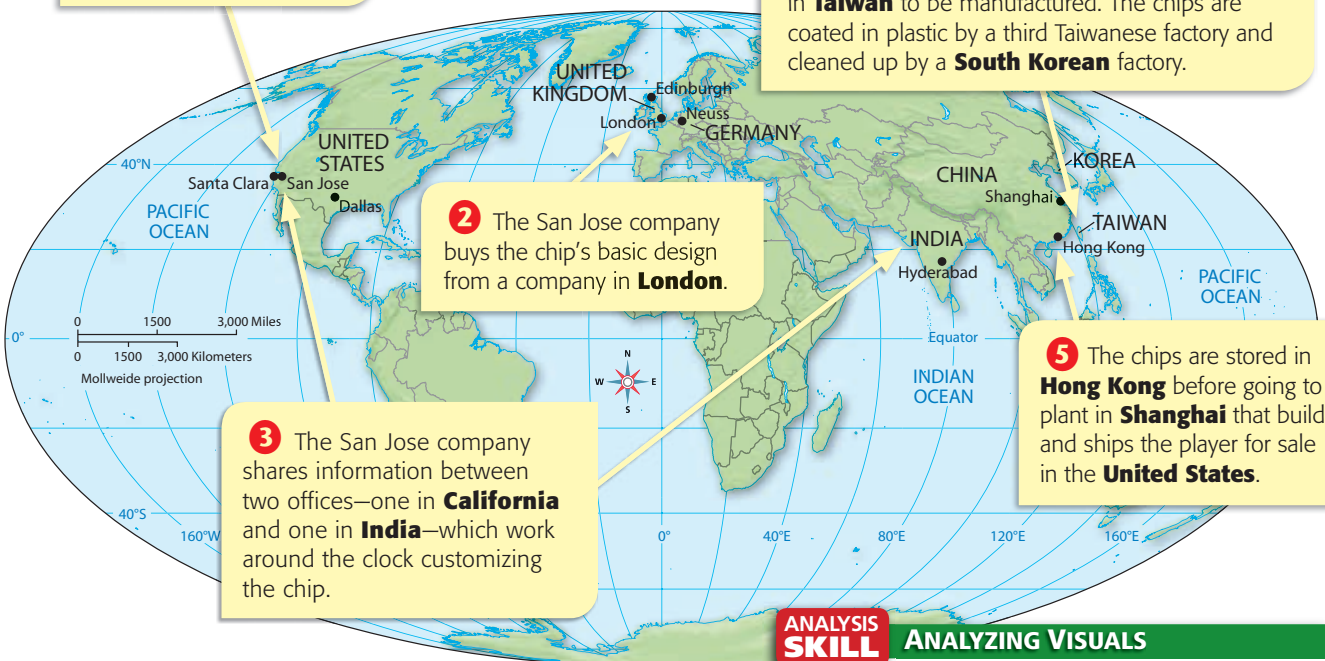 in Taiwan to be manufactured. The chips are
coated in plastic by a third Taiwanese factory and
cleaned up by a South Korean factory.
UNITED
KINGDOM
Edinburgh
London
Neuss
GERMANY
40°N
UNITED
STATES
Santa Clara
San Jose
Dallas
PACIFIC
OCEAN
CHINA
KOREA
Shanghai
TAIWAN
Hong Kong
INDIA
Hyderabad
PACIFIC
OCEAN
2 The San Jose company
buys the chip's basic design
from a company in London.
0 1500 3,000 Miles
0 1500 3,000 Kilometers
Mollweide projection
0°
N
W E
S
Equator
INDIAN
OCEAN
5 The chips are stored in
Hong Kong before going to
plant in Shanghai that build
and ships the player for sale
in the United States.
3 The San Jose company
shares information between
two offices—one in California
and one in India—which work
around the clock customizing
the chip.
40°S
160°W
0°
40°E
80°E
120°E
160°E
ANALYSIS
SKILL
ANALYZING VISUALS